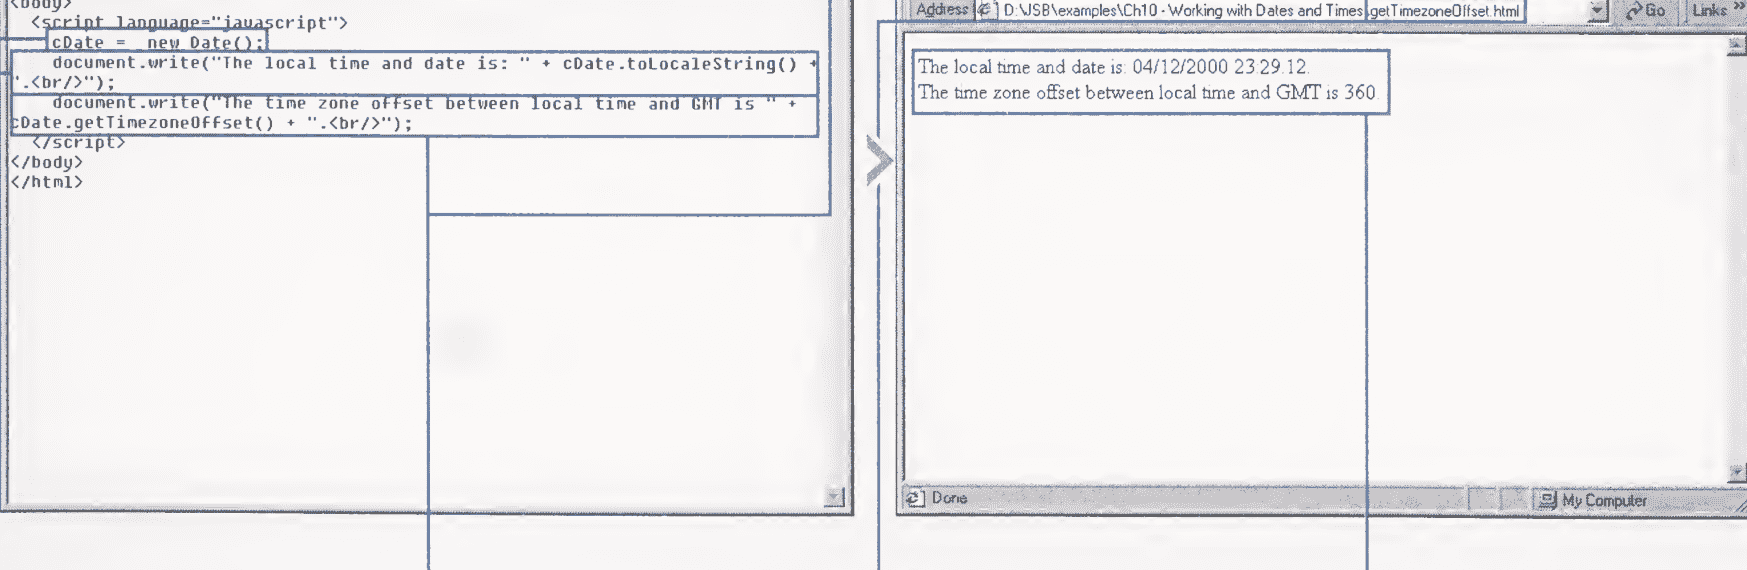 <body>
<script language="javascript">
cDate = new Date();
document.write("The local time and date is: " + cDate.toLocaleString() +
".<br/>");
document.write("The time zone offset between local time and GMT is " +
cDate.getTimezoneOffset() + ".<br/>");
</script>
</body>
</html>
Address D:\JSB\examples\Ch10 - Working with Dates and Times\getTimezoneOffset.html Go Links »
The local time and date is: 04/12/2000 23:29:12.
The time zone offset between local time and GMT is 360.
Done My Computer